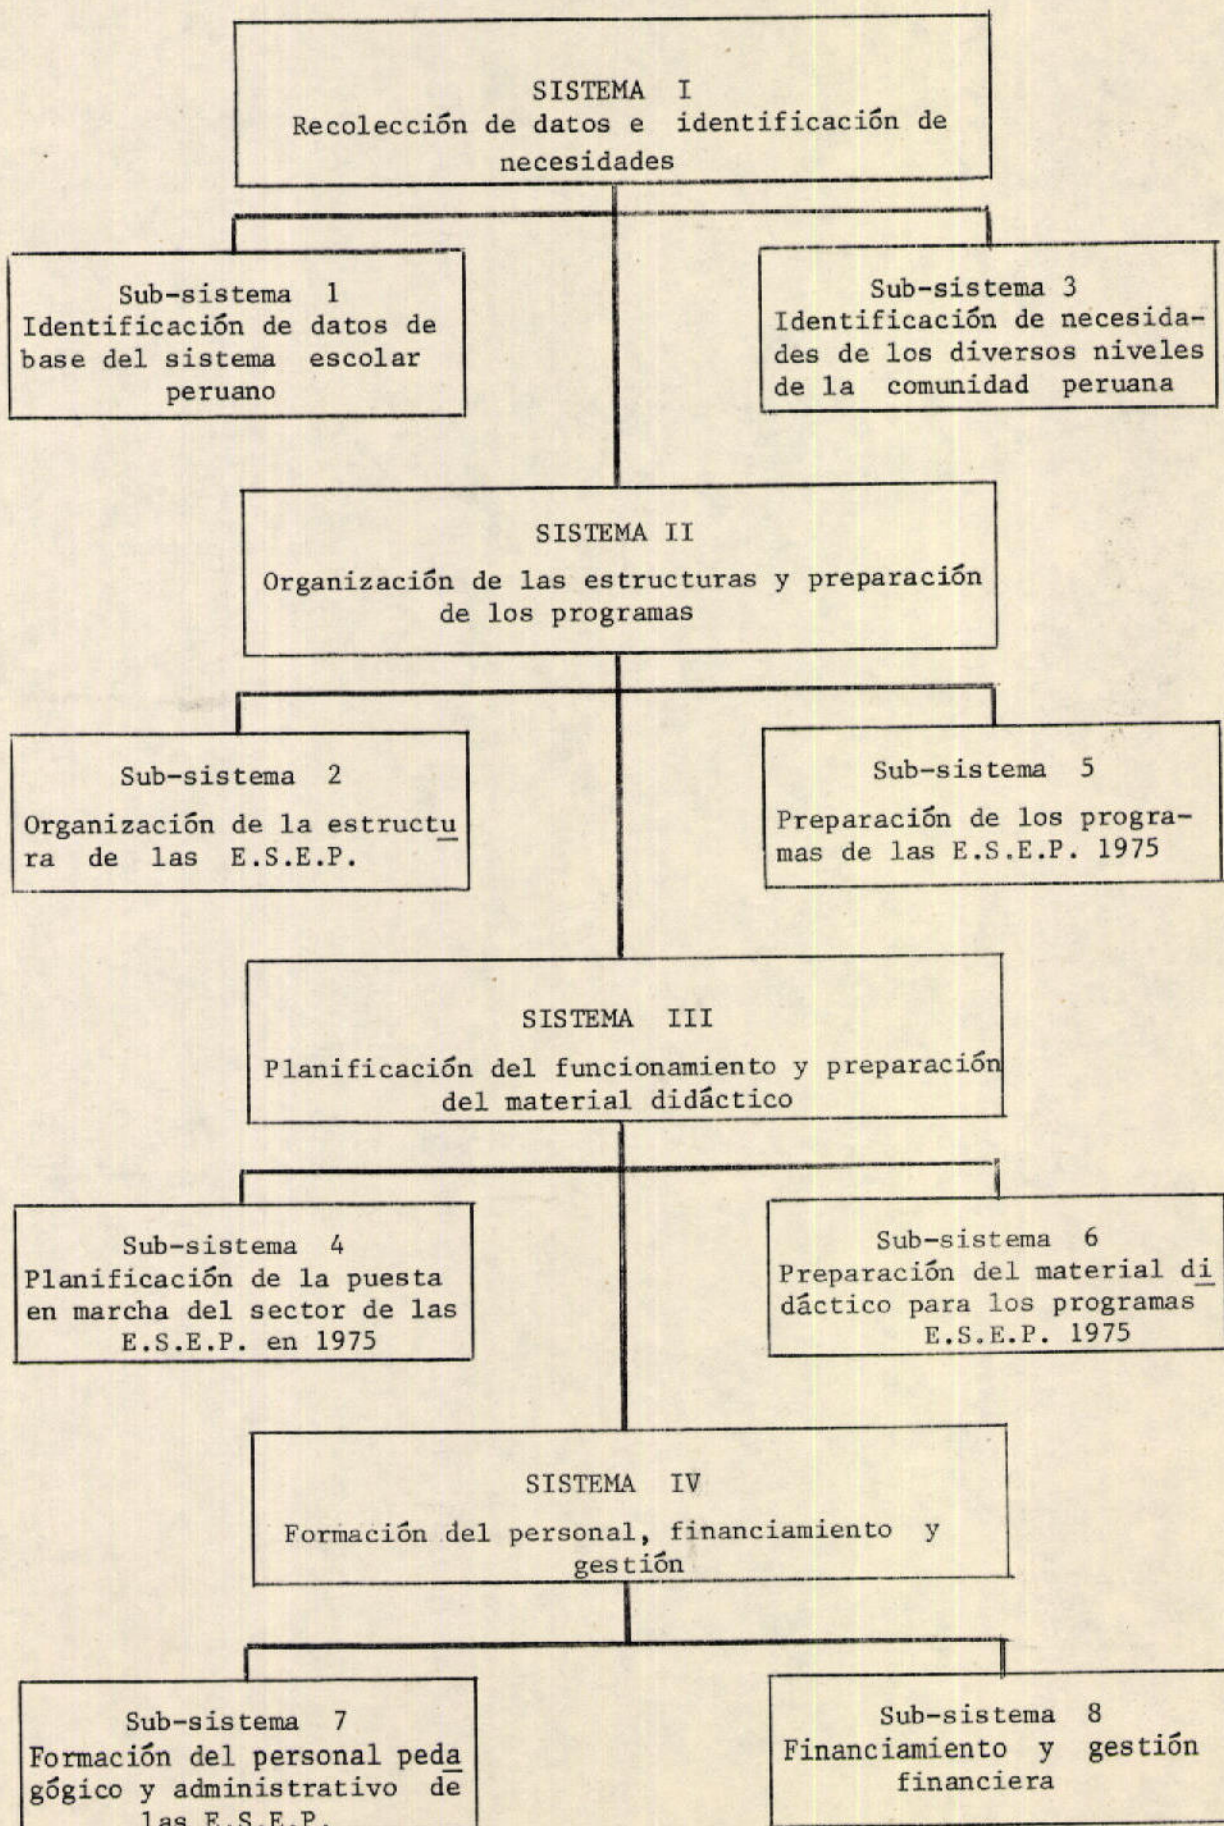 SISTEMA I
Recolección de datos e identificación de
necesidades
Sub-sistema 1
Identificación de datos de
base del sistema escolar
peruano
Sub-sistema 3
Identificación de necesida-
des de los diversos niveles
de la comunidad peruana
SISTEMA II
Organización de las estructuras y preparación
de los programas
Sub-sistema 2
Organización de la estructu
ra de las E.S.E.P.
Sub-sistema 5
Preparación de los progra-
mas de las E.S.E.P. 1975
SISTEMA III
Planificación del funcionamiento y preparación
del material didáctico
Sub-sistema 4
Planificación de la puesta
en marcha del sector de las
E.S.E.P. en 1975
Sub-sistema 6
Preparación del material di
dáctico para los programas
E.S.E.P. 1975
SISTEMA IV
Formación del personal, financiamiento y
gestión
Sub-sistema 7
Formación del personal peda
gógico y administrativo de
las E.S.E.P.
Sub-sistema 8
Financiamiento y gestión
financiera